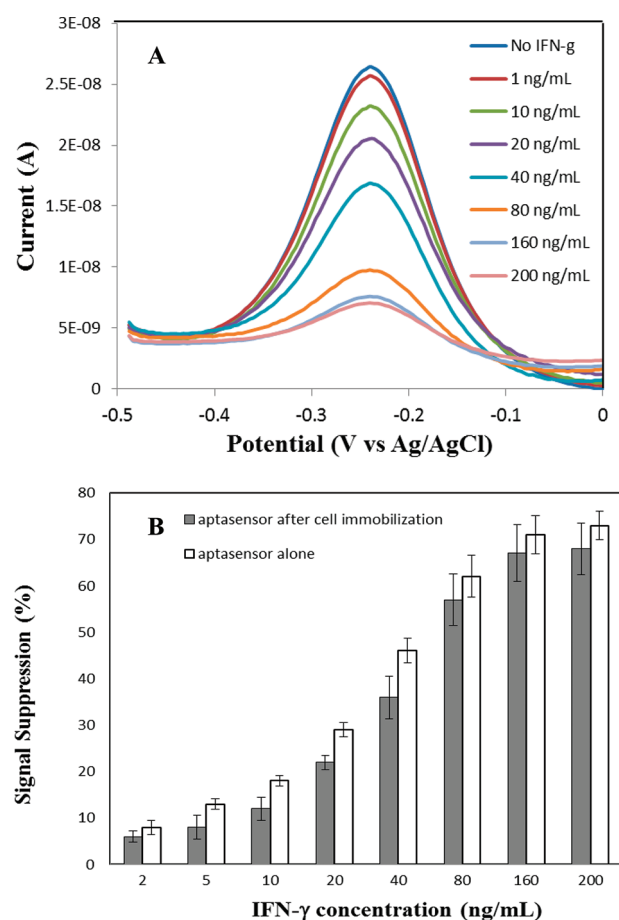 A
3E-08
2.5E-08
2E-08
1.5E-08
1E-08
5E-09
0
Current (A)
-0.5 -0.4 -0.3 -0.2 -0.1 0
Potential (V vs Ag/AgCl)
No IFN-g
1 ng/mL
10 ng/mL
20 ng/mL
40 ng/mL
80 ng/mL
160 ng/mL
200 ng/mL
B
aptasensor after cell immobilization
aptasensor alone
80
70
60
50
40
30
20
10
0
Signal Suppression (%)
2 5 10 20 40 80 160 200
IFN-γ concentration (ng/mL)